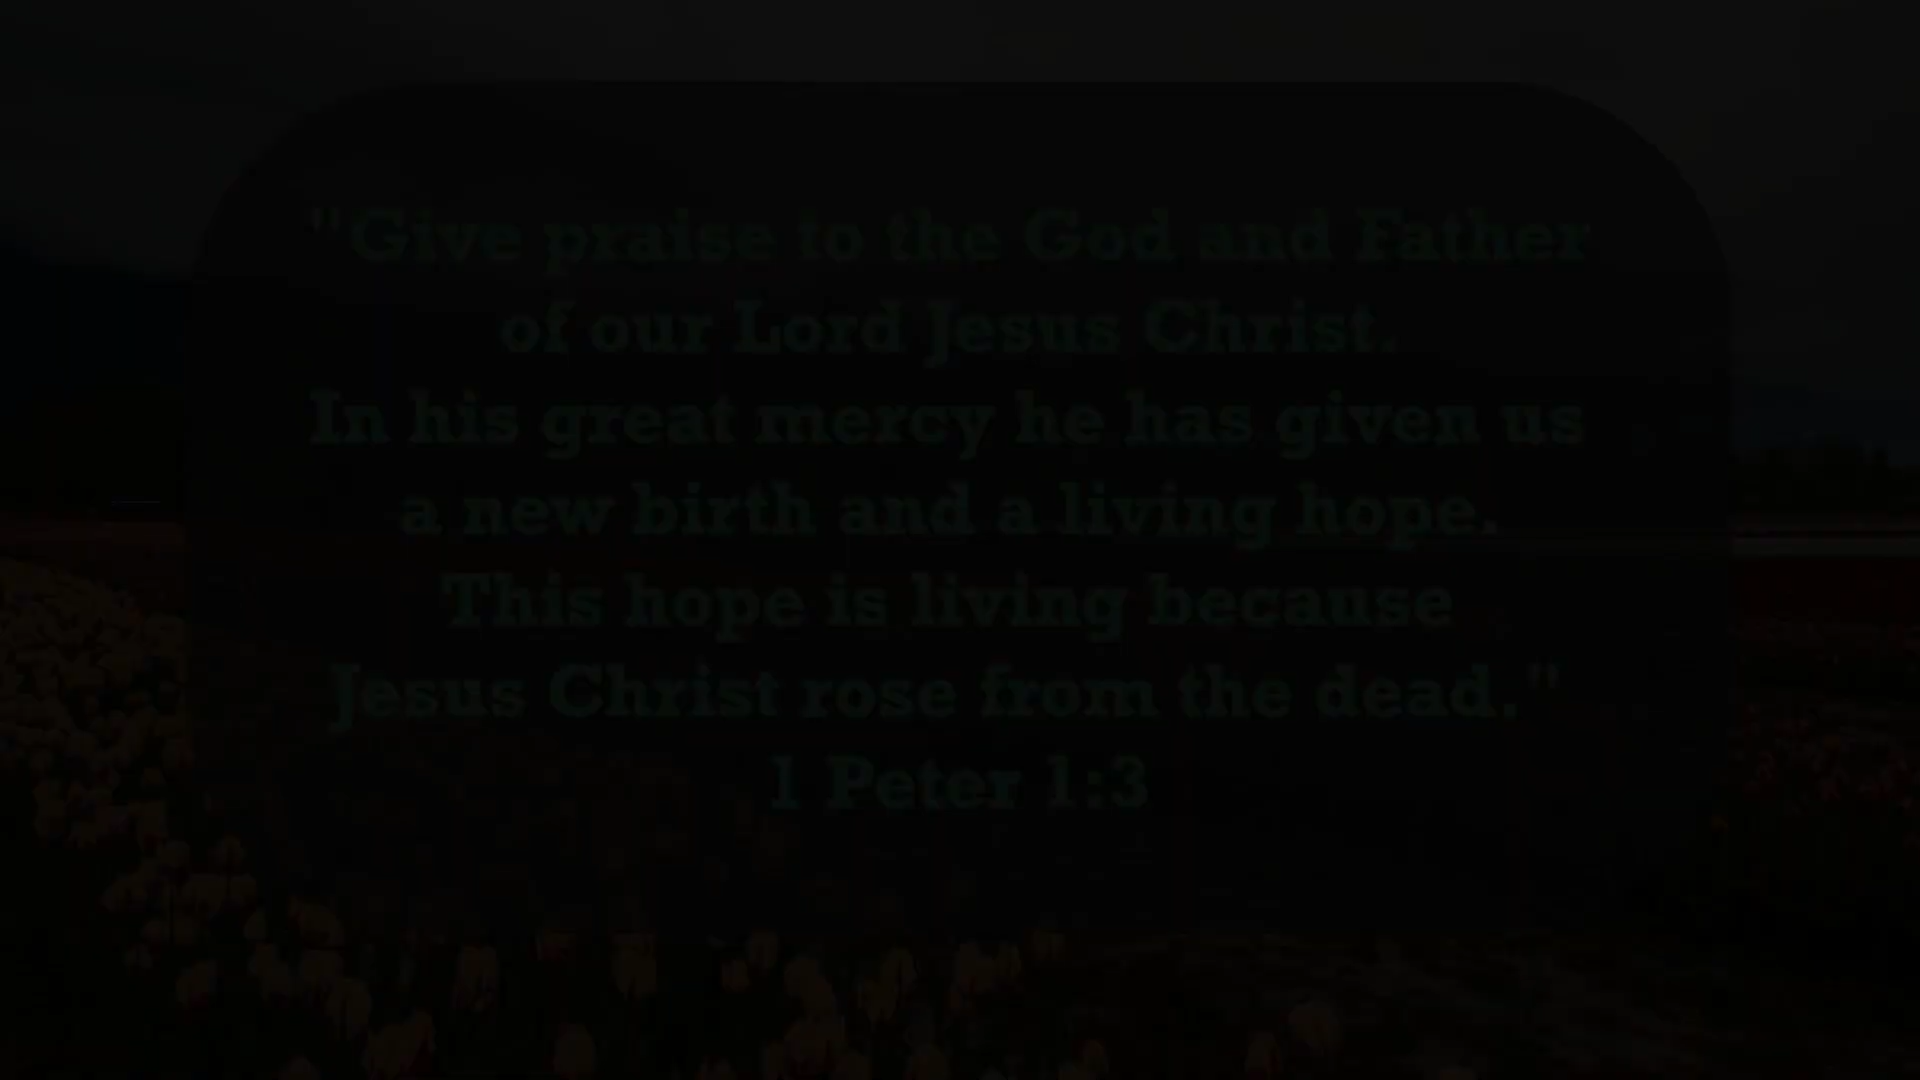 "Give praise to the God and Father
of our Lord Jesus Christ.
In his great mercy he has given us
a new birth and a living hope.
This hope is living because
Jesus Christ rose from the dead."
1 Peter 1:3